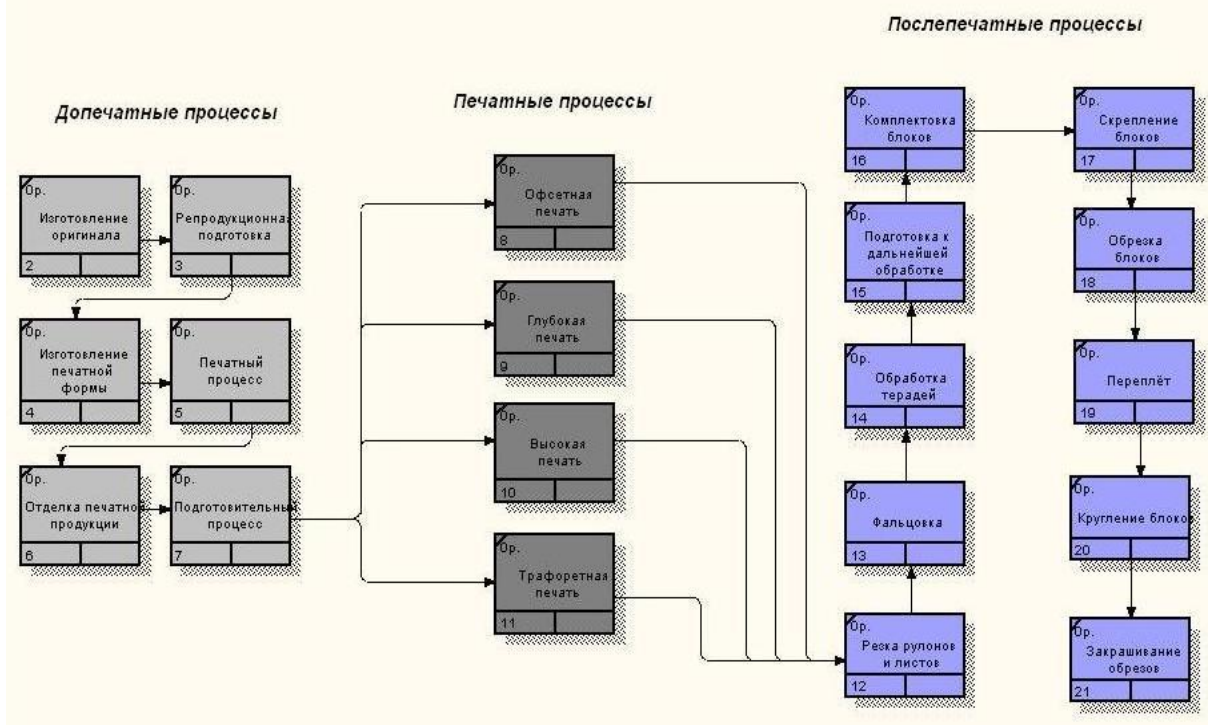 Допечатные процессы
Ор.
Изготовление
оригинала
2
Ор.
Репродукционна
подготовка
3
Ор.
Изготовление
печатной
формы
4
Ор.
Печатный
процесс
5
Ор.
Отделка печатной
продукции
6
Ор.
Подготовительный
процесс
7
Печатные процессы
Ор.
Офсетная
печать
8
Ор.
Глубокая
печать
9
Ор.
Высокая
печать
10
Ор.
Трафоретная
печать
11
Послепечатные процессы
Ор.
Резка рулонов
и листов
12
Ор.
Фальцовка
13
Ор.
Обработка
терадей
14
Ор.
Подготовка к
дальнейшей
обработке
15
Ор.
Комплектовка
блоков
16
Ор.
Скрепление
блоков
17
Ор.
Обрезка
блоков
18
Ор.
Переплёт
19
Ор.
Кругление блоков
20
Ор.
Закрашивание
обрезов
21